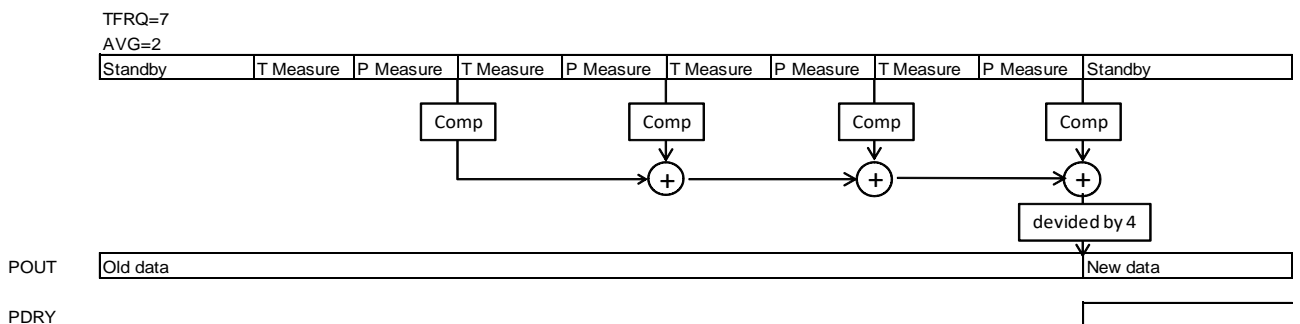 TFRQ=7
AVG=2
Standby T Measure P Measure T Measure P Measure T Measure P Measure T Measure P Measure Standby
Comp Comp Comp Comp
+ + +
devided by 4
POUT Old data New data
PDRY